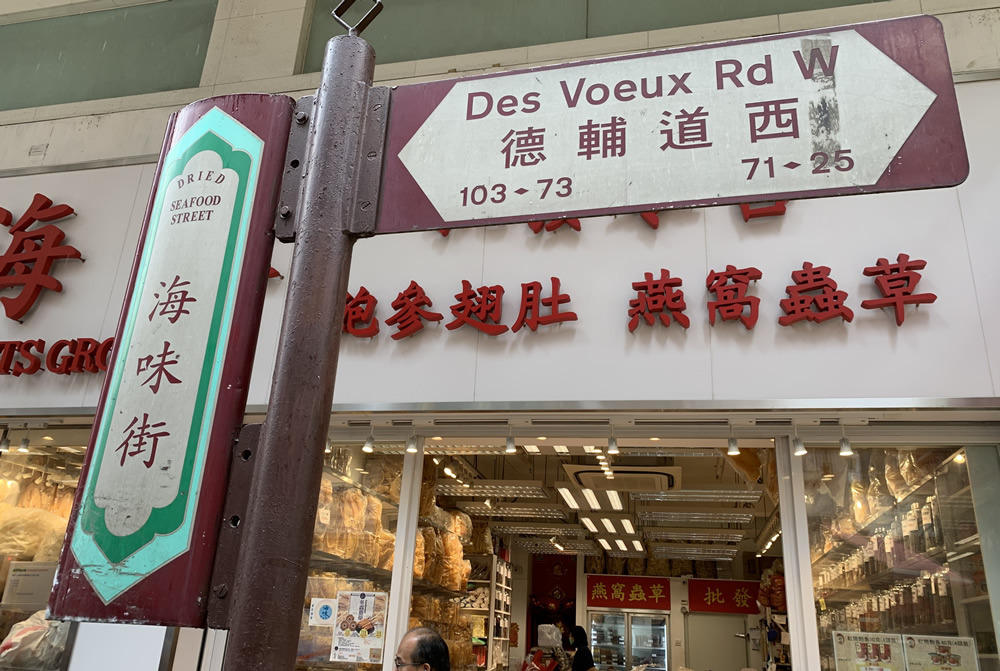 Des Voeux Rd W
德輔道西
103 73
71 25
DRIED
SEAFOOD
STREET
海味街
海
鮑參翅肚 燕窩蟲草
燕窩蟲草
批發